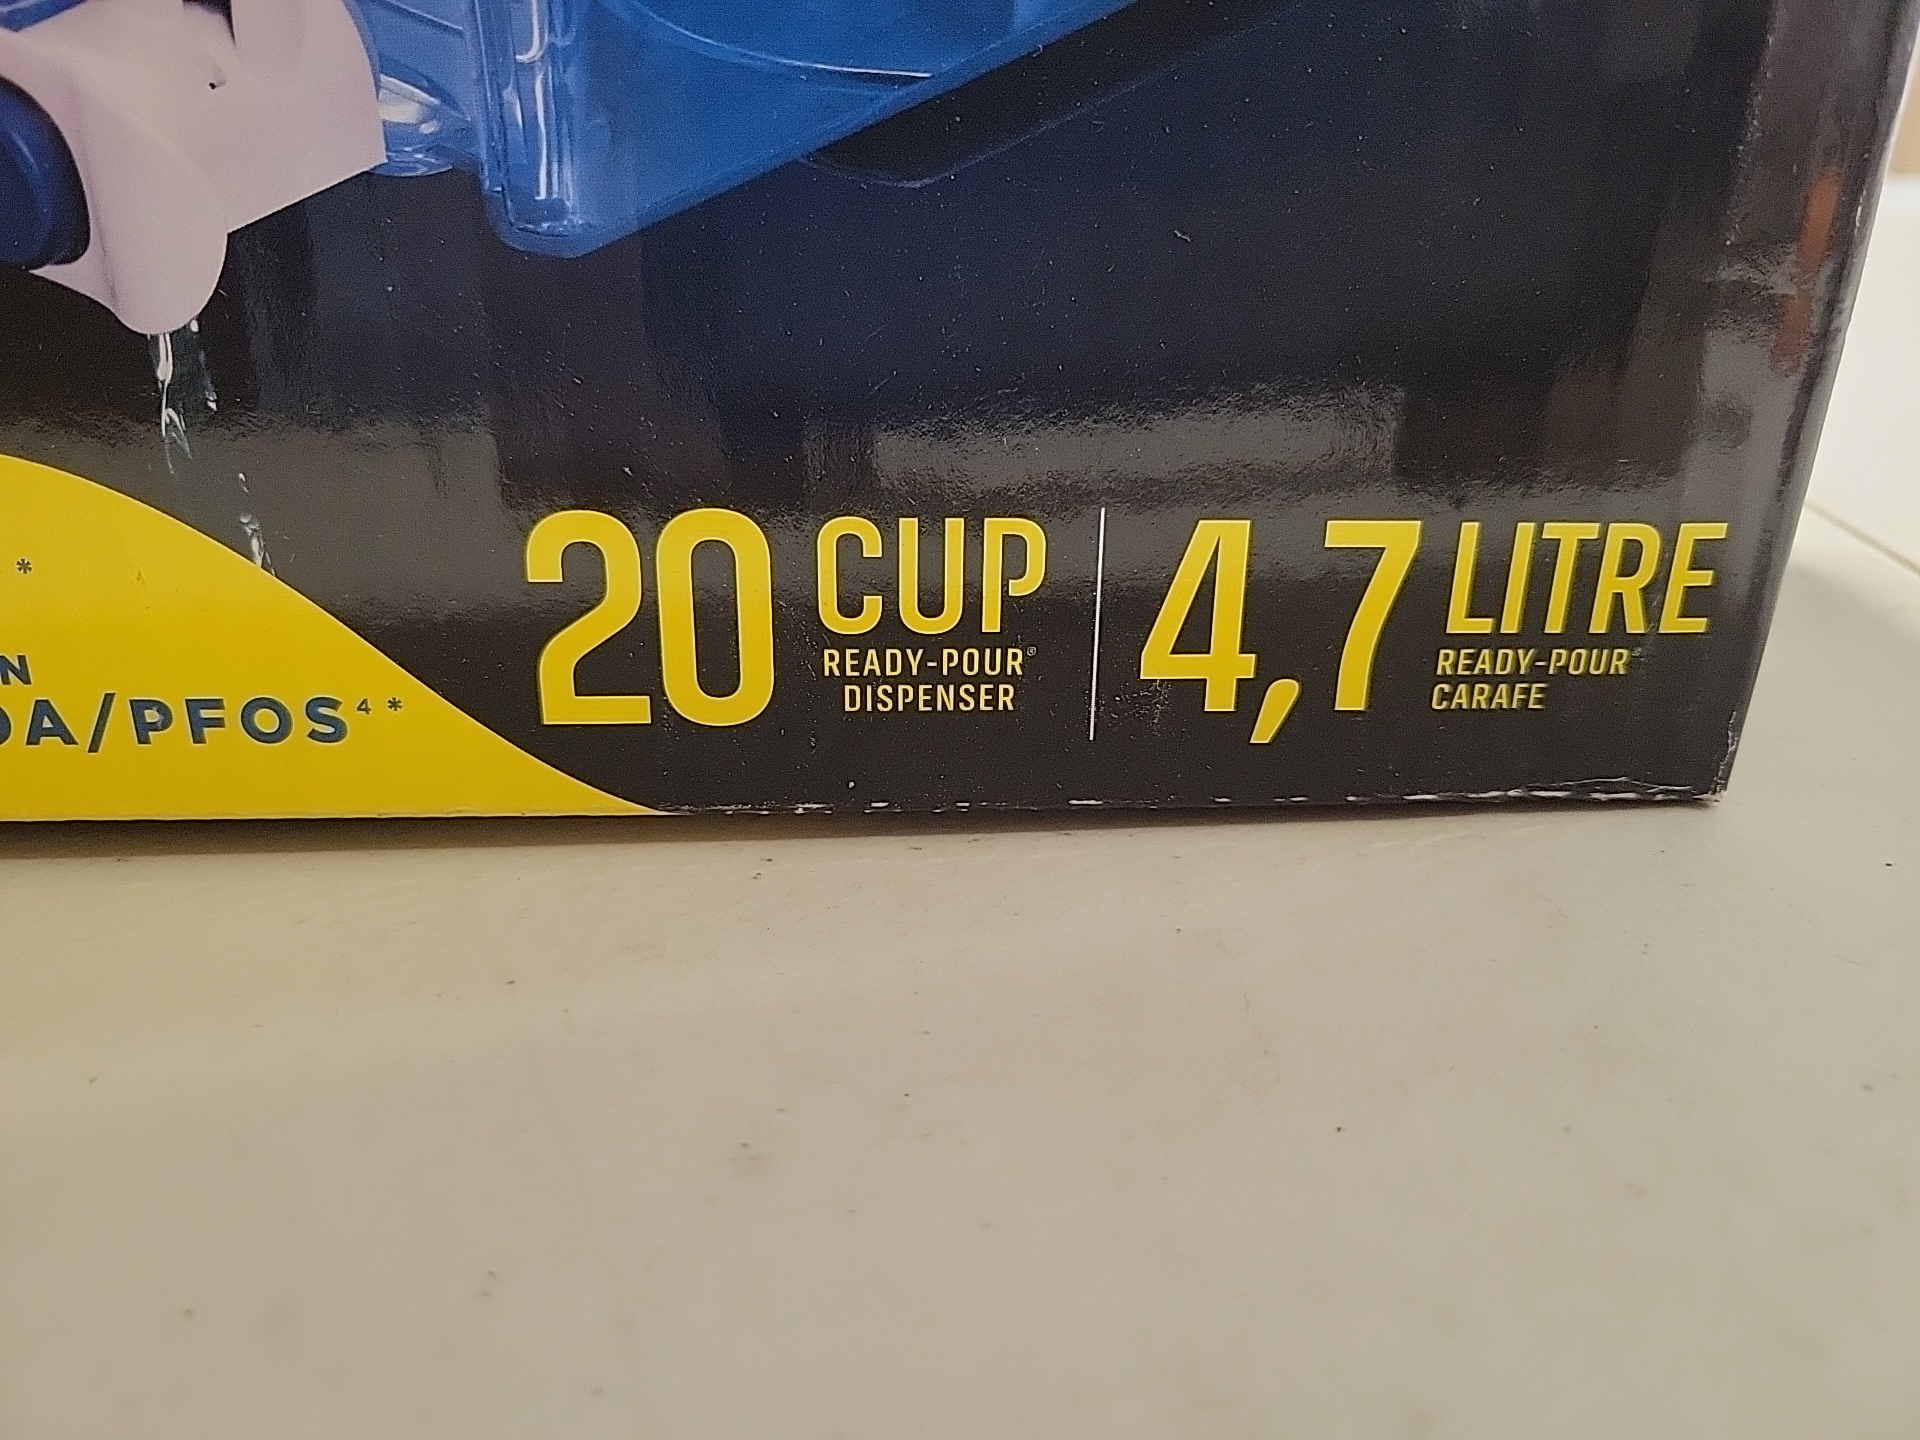 *
N
OA/PFOS⁴ *
20 CUP
READY-POUR®
DISPENSER
4,7 LITRE
READY-POUR
CARAFE